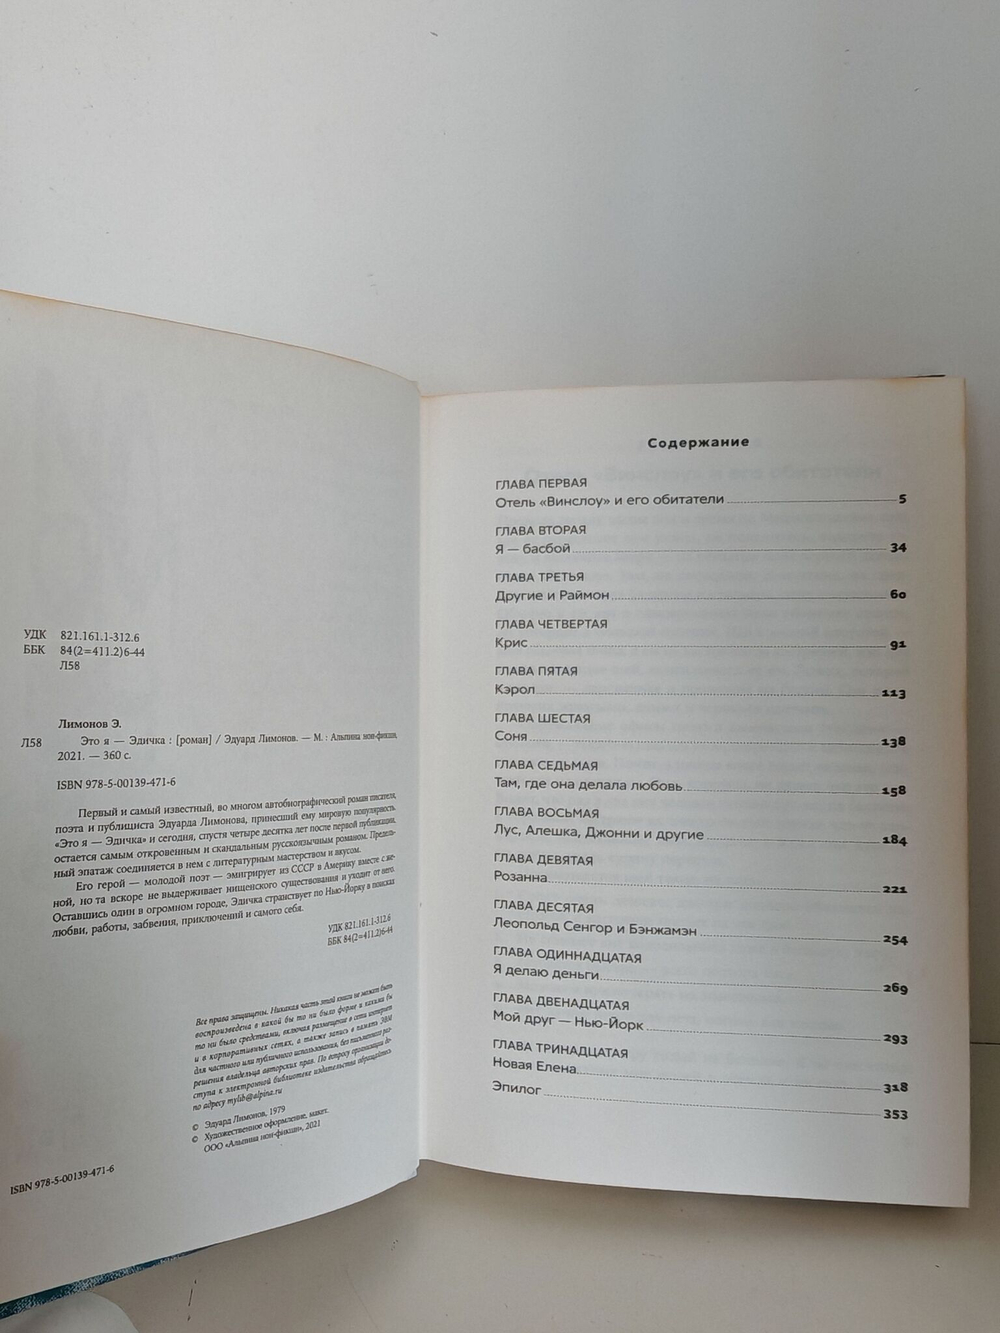 УДК 821.161.1-312.6
ББК 84(2=411.2)6-44
Л58
Лимонов Э.
Л58 Это я — Эдичка : [роман] / Эдуард Лимонов. — М. : Альпина нон-фикшн,
2021. — 360 с.
ISBN 978-5-00139-471-6
Первый и самый известный, во многом автобиографический роман писателя,
поэта и публициста Эдуарда Лимонова, принесший ему мировую популярность.
«Это я — Эдичка» и сегодня, спустя четыре десятка лет после первой публикации,
остается самым откровенным и скандальным русскоязычным романом. Предель-
ный эпатаж соединяется в нем с литературным мастерством и вкусом.
Его герой — молодой поэт — эмигрирует из СССР в Америку вместе с же-
ной, но та вскоре не выдерживает нищенского существования и уходит от него.
Оставшись один в огромном городе, Эдичка странствует по Нью-Йорку в поисках
любви, работы, забвения, приключений и самого себя.
УДК 821.161.1-312.6
ББК 84(2=411.2)6-44
Все права защищены. Никакая часть этой книги не может быть
воспроизведена в какой бы то ни было форме и какими бы
то ни было средствами, включая размещение в сети интернет
и в корпоративных сетях, а также запись в память ЭВМ
для частного или публичного использования, без письменного раз-
решения владельца авторских прав. По вопросу организации до-
ступа к электронной библиотеке издательства обращайтесь
по адресу mylib@alpina.ru
© Эдуард Лимонов, 1979
© Художественное оформление, макет.
ООО «Альпина нон-фикшн», 2021
ISBN 978-5-00139-471-6
Содержание
ГЛАВА ПЕРВАЯ
Отель «Винслоу» и его обитатели 5
ГЛАВА ВТОРАЯ
Я — басбой 34
ГЛАВА ТРЕТЬЯ
Другие и Раймон 60
ГЛАВА ЧЕТВЕРТАЯ
Крис 91
ГЛАВА ПЯТАЯ
Кэрол 113
ГЛАВА ШЕСТАЯ
Соня 138
ГЛАВА СЕДЬМАЯ
Там, где она делала любовь 158
ГЛАВА ВОСЬМАЯ
Лус, Алешка, Джонни и другие 184
ГЛАВА ДЕВЯТАЯ
Розанна 221
ГЛАВА ДЕСЯТАЯ
Леопольд Сенгор и Бэнжамэн 254
ГЛАВА ОДИННАДЦАТАЯ
Я делаю деньги 269
ГЛАВА ДВЕНАДЦАТАЯ
Мой друг — Нью-Йорк 293
ГЛАВА ТРИНАДЦАТАЯ
Новая Елена 318
Эпилог 353